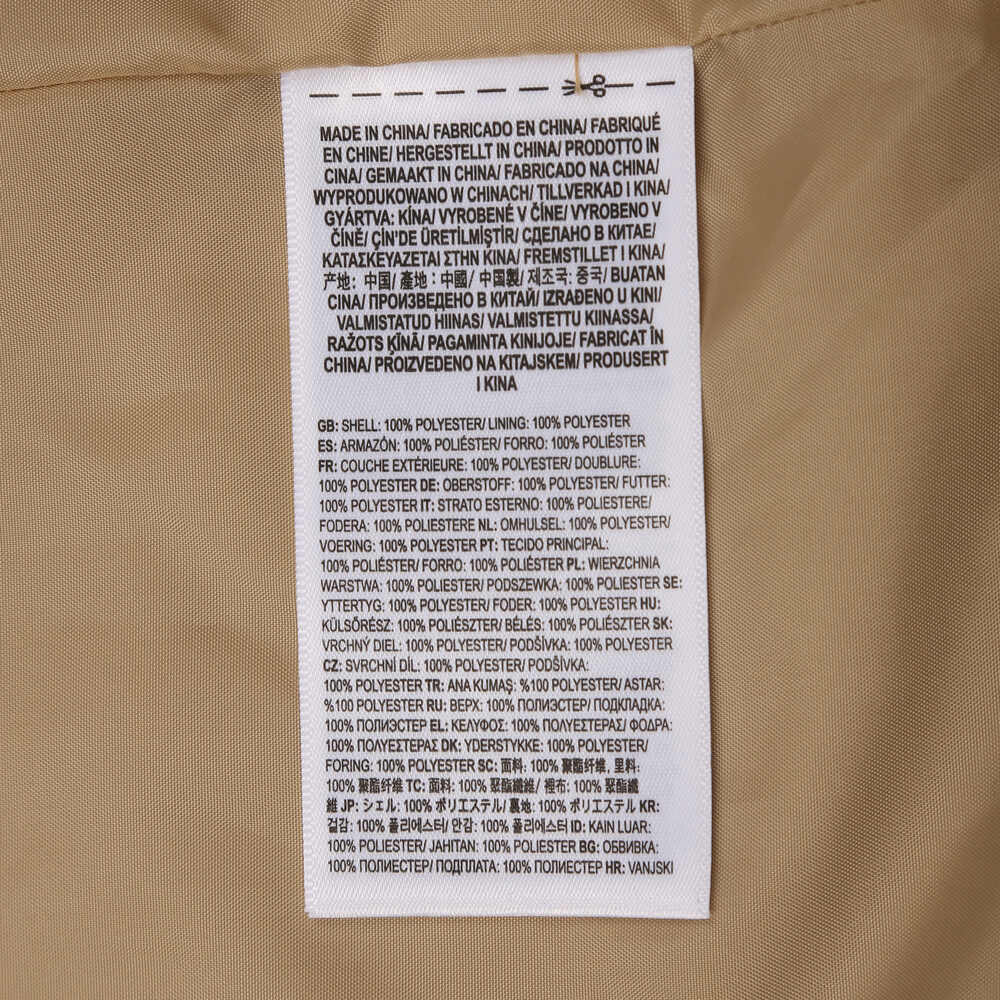 MADE IN CHINA/ FABRICADO EN CHINA/ FABRIQUÉ
EN CHINE/ HERGESTELLT IN CHINA/ PRODOTTO IN
CINA/ GEMAAKT IN CHINA/ FABRICADO NA CHINA/
WYPRODUKOWANO W CHINACH/ TILLVERKAD I KINA/
GYÁRTVA: KÍNA/ VYROBENÉ V ČÍNE/ VYROBENO V
ČÍNĚ/ ÇİN'DE ÜRETİLMİŞTİR/ СДЕЛАНО В КИТАЕ/
ΚΑΤΑΣΚΕΥΑΖΕΤΑΙ ΣΤΗΝ ΚΙΝΑ/ FREMSTILLET I KINA/
产地: 中国/ 產地：中國/ 中国製/ 제조국: 중국/ BUATAN
CINA/ ПРОИЗВЕДЕНО В КИТАЙ/ IZRAĐENO U KINI/
VALMISTATUD HIINAS/ VALMISTETTU KIINASSA/
RAŽOTS ĶĪNĀ/ PAGAMINTA KINIJOJE/ FABRICAT ÎN
CHINA/ PROIZVEDENO NA KITAJSKEM/ PRODUSERT
I KINA
GB: SHELL: 100% POLYESTER/ LINING: 100% POLYESTER
ES: ARMAZÓN: 100% POLIÉSTER/ FORRO: 100% POLIÉSTER
FR: COUCHE EXTÉRIEURE: 100% POLYESTER/ DOUBLURE:
100% POLYESTER DE: OBERSTOFF: 100% POLYESTER/ FUTTER:
100% POLYESTER IT: STRATO ESTERNO: 100% POLIESTERE/
FODERA: 100% POLIESTERE NL: OMHULSEL: 100% POLYESTER/
VOERING: 100% POLYESTER PT: TECIDO PRINCIPAL:
100% POLIÉSTER/ FORRO: 100% POLIÉSTER PL: WIERZCHNIA
WARSTWA: 100% POLIESTER/ PODSZEWKA: 100% POLIESTER SE:
YTTERTYG: 100% POLYESTER/ FODER: 100% POLYESTER HU:
KÜLSŐRÉSZ: 100% POLIÉSZTER/ BÉLÉS: 100% POLIÉSZTER SK:
VRCHNÝ DIEL: 100% POLYESTER/ PODŠÍVKA: 100% POLYESTER
CZ: SVRCHNÍ DÍL: 100% POLYESTER/ PODŠÍVKA:
100% POLYESTER TR: ANA KUMAŞ: %100 POLYESTER/ ASTAR:
%100 POLYESTER RU: ВЕРХ: 100% ПОЛИЭСТЕР/ ПОДКЛАДКА:
100% ПОЛИЭСТЕР EL: ΚΕΛΥΦΟΣ: 100% ΠΟΛΥΕΣΤΕΡΑΣ/ ΦΟΔΡΑ:
100% ΠΟΛΥΕΣΤΕΡΑΣ DK: YDERSTYKKE: 100% POLYESTER/
FORING: 100% POLYESTER SC: 面料: 100% 聚酯纤维, 里料:
100% 聚酯纤维 TC: 面料: 100% 聚酯纖維/ 裡布: 100% 聚酯纖
維 JP: シェル: 100% ポリエステル/ 裏地: 100% ポリエステル KR:
겉감: 100% 폴리에스터/ 안감: 100% 폴리에스터 ID: KAIN LUAR:
100% POLIESTER/ JAHITAN: 100% POLIESTER BG: ОБВИВКА:
100% ПОЛИЕСТЕР/ ПОДПЛАТА: 100% ПОЛИЕСТЕР HR: VANJSKI